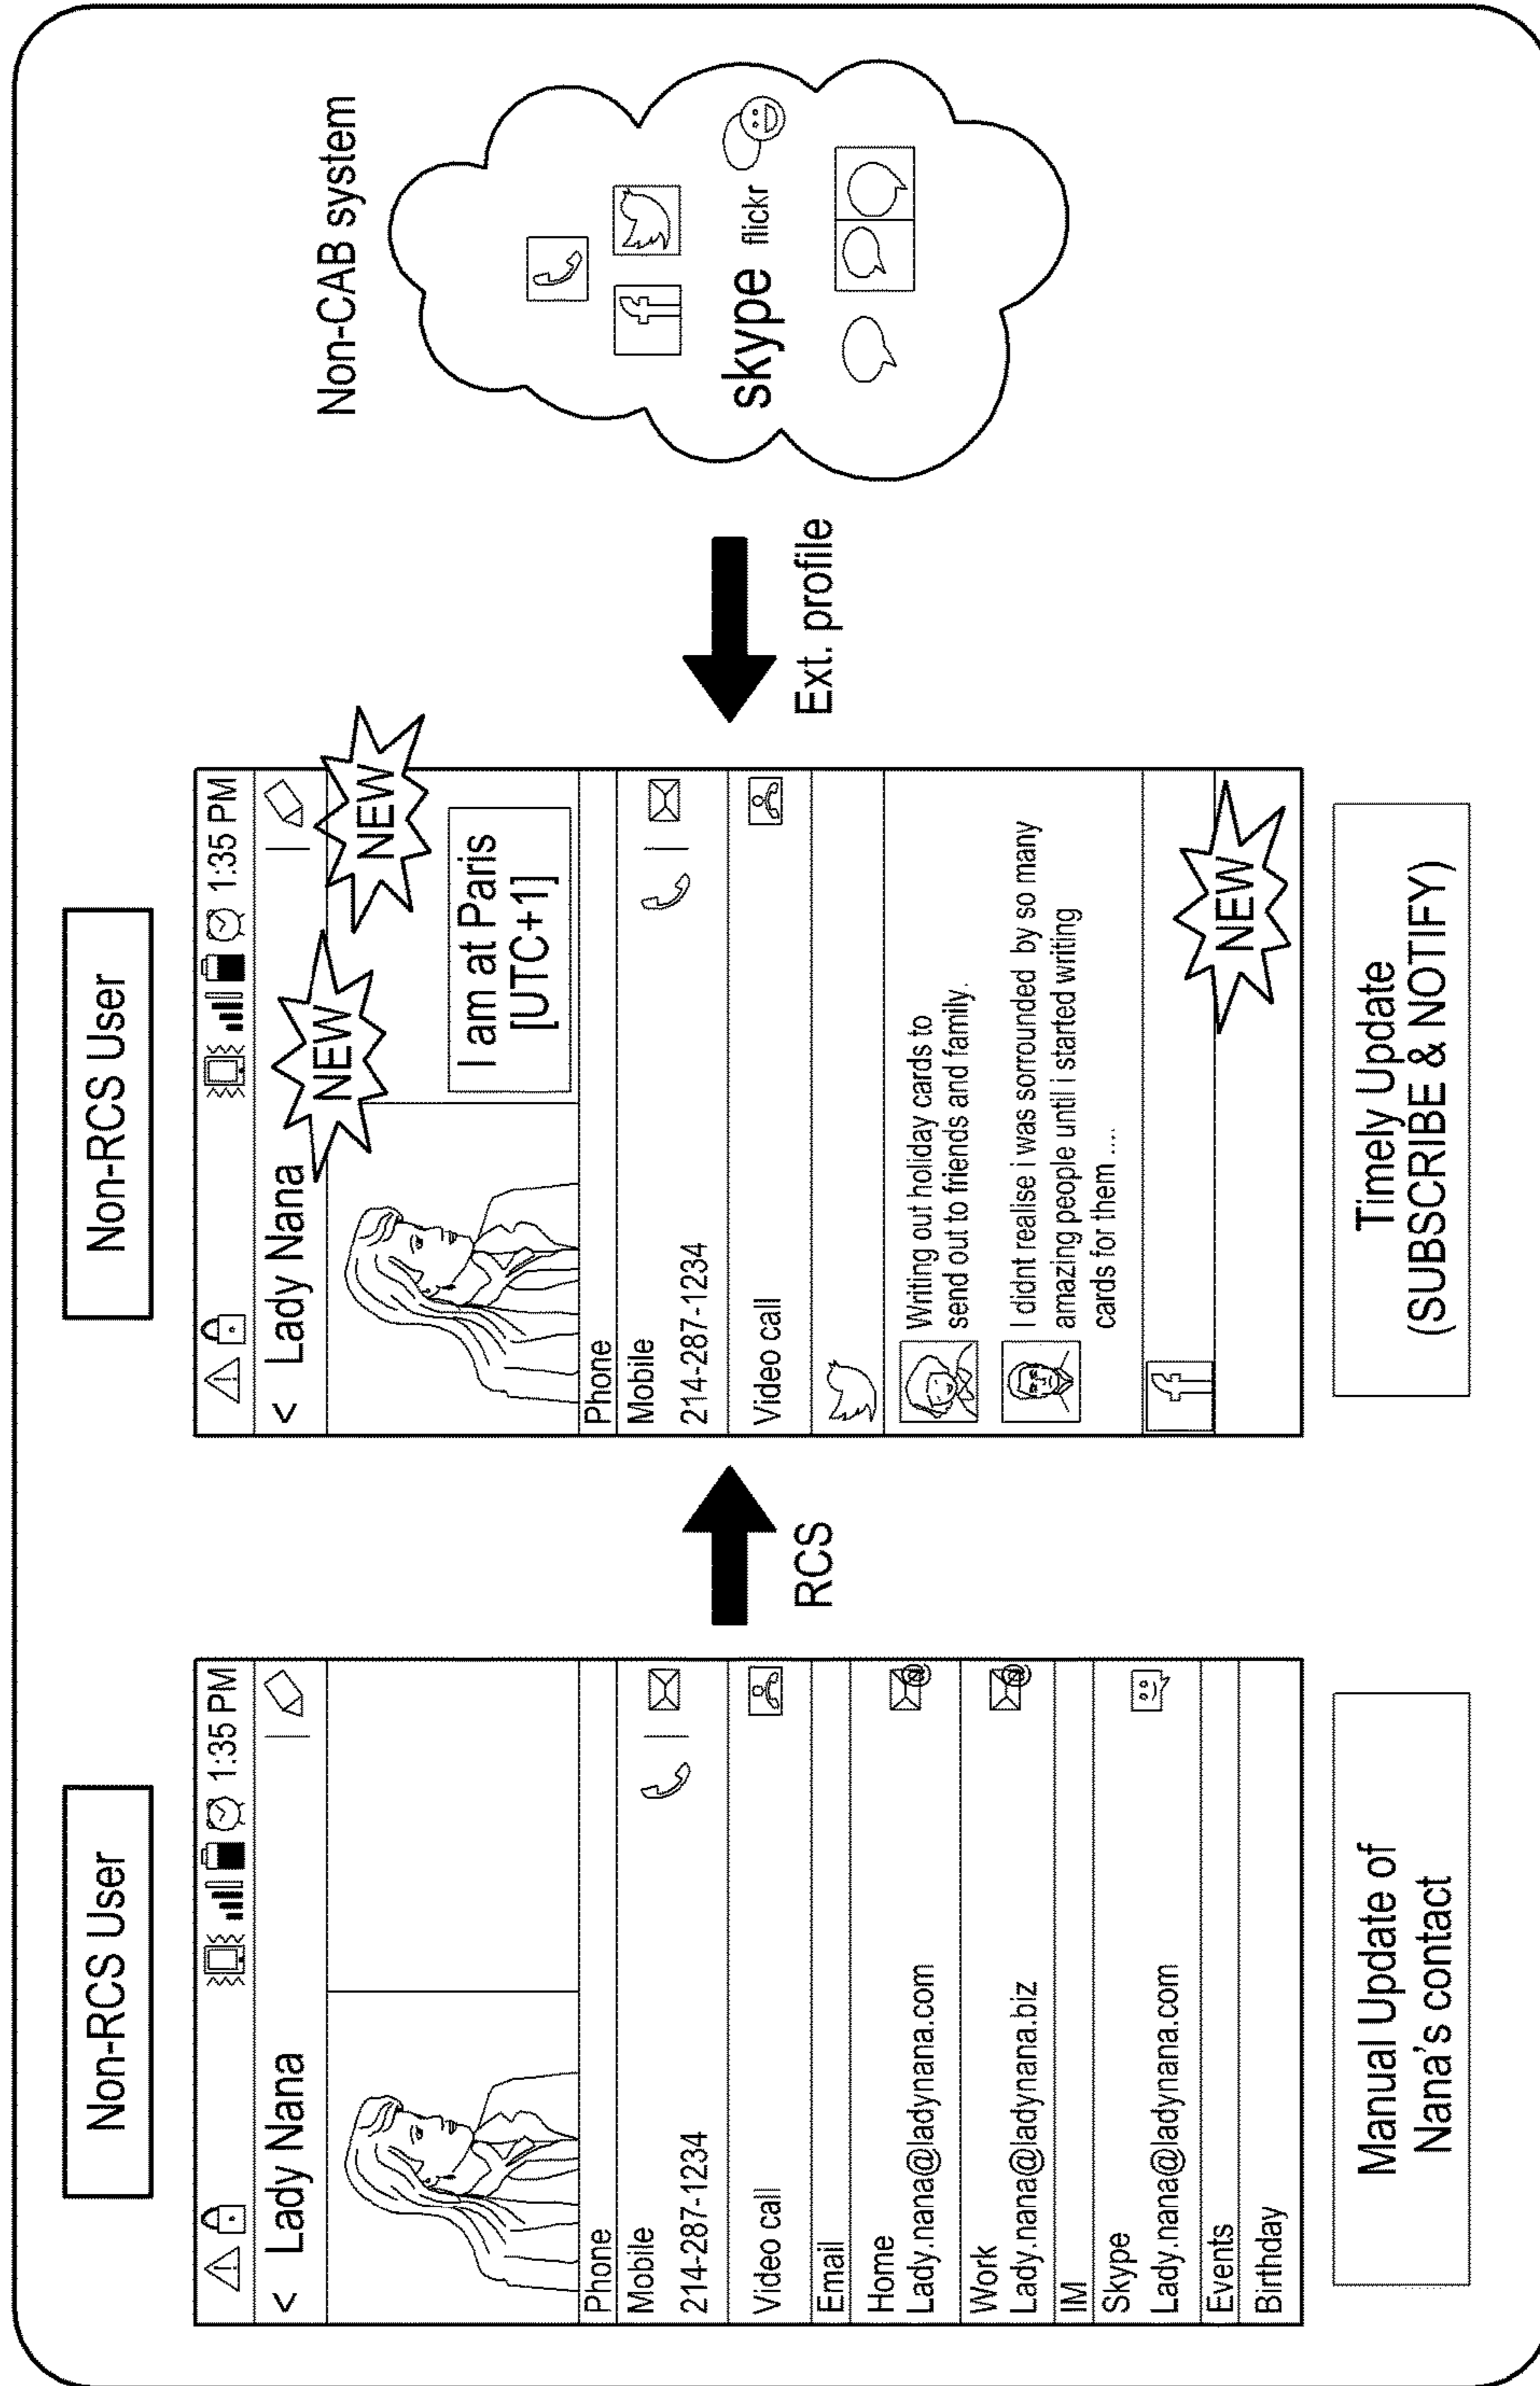 Non-RCS User
1:35 PM
< Lady Nana
Phone
Mobile
214-287-1234
Video call
Email
Home
Lady.nana@ladynana.com
@
Work
Lady.nana@ladynana.biz
@
IM
Skype
Lady.nana@ladynana.com
Events
Birthday
Manual Update of
Nana's contact
RCS
Non-RCS User
1:35 PM
< Lady Nana
NEW
NEW
I am at Paris
[UTC+1]
Phone
Mobile
214-287-1234
Video call
Writing out holiday cards to
send out to friends and family.
I didnt realise i was sorrounded by so many
amazing people until i started writing
cards for them ....
f
NEW
Timely Update
(SUBSCRIBE & NOTIFY)
Ext. profile
Non-CAB system
f
skype flickr